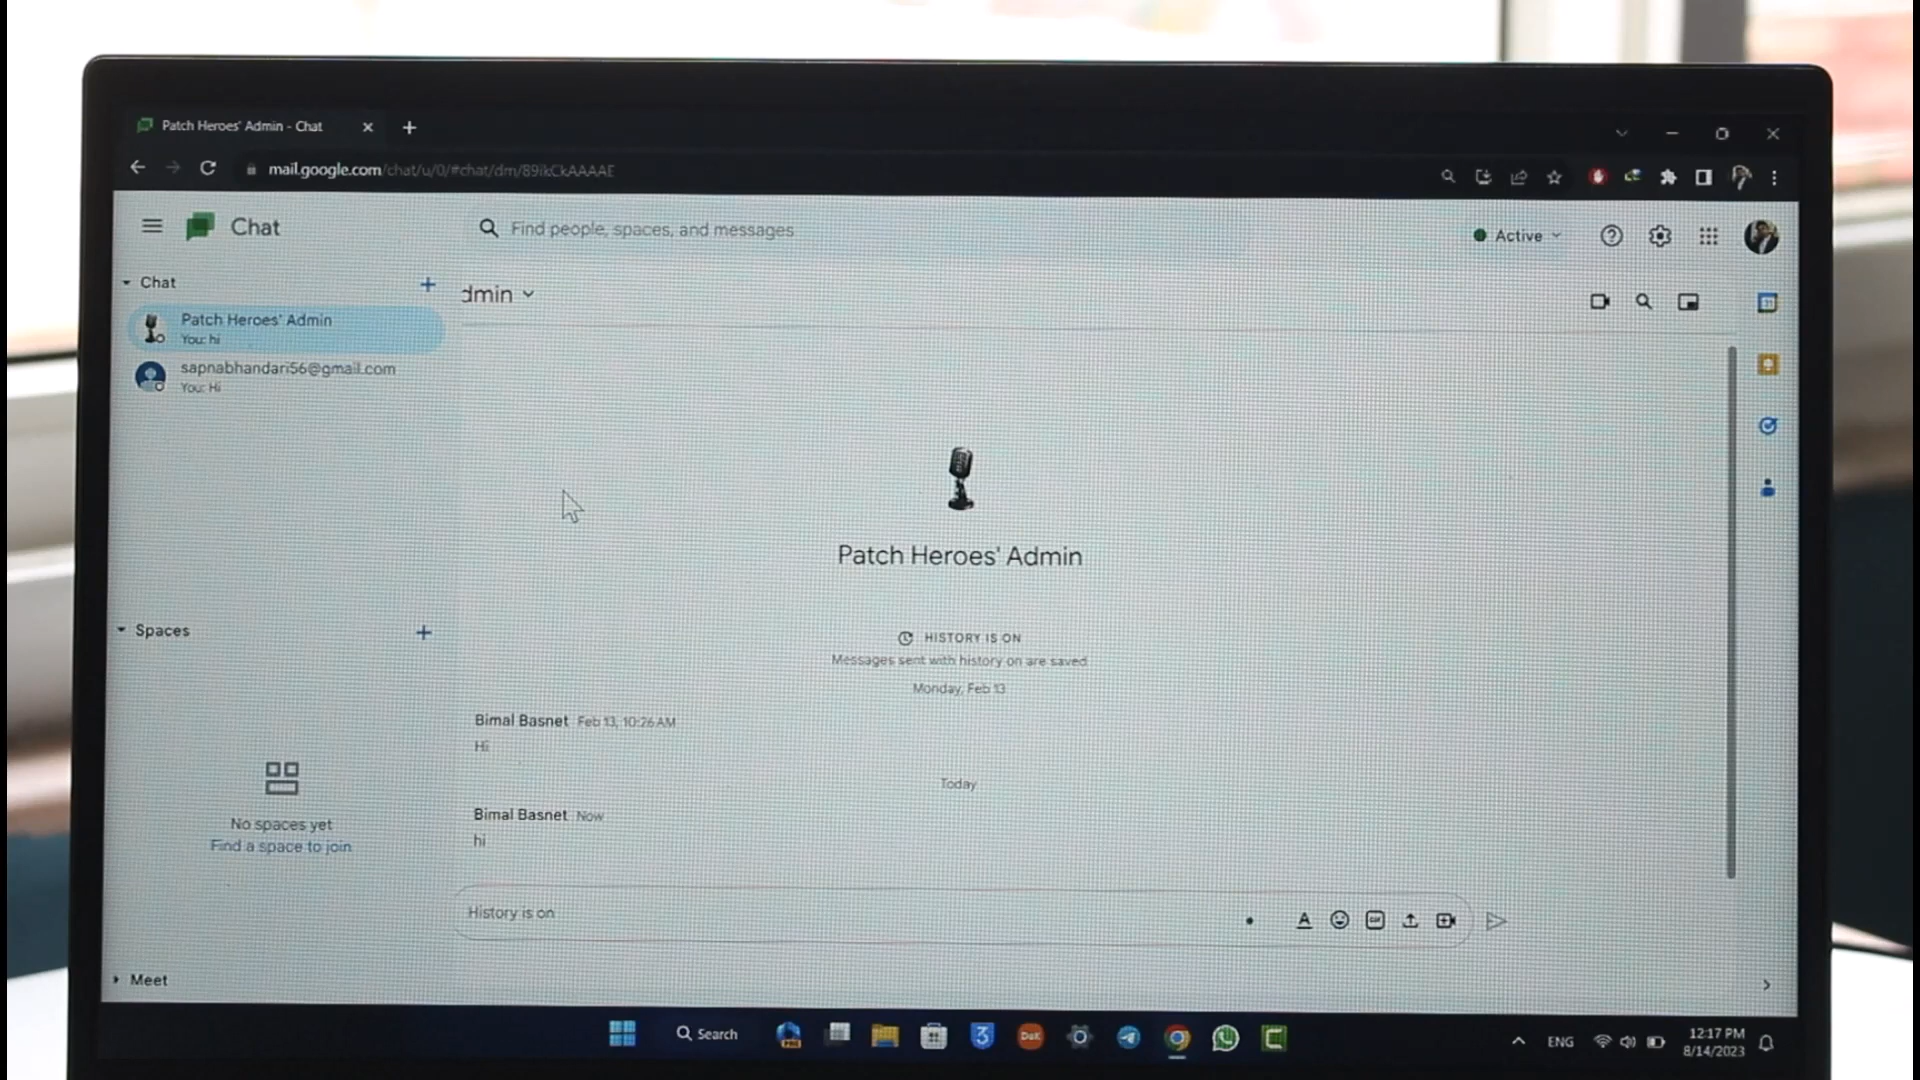 Patch Heroes' Admin - Chat
mail.google.com/chat/u/0/#chat/dm/89ikCkAAAAE
Chat
Find people, spaces, and messages
Active
Chat
dmin
Patch Heroes' Admin
You: hi
sapnabhandari56@gmail.com
You: Hi
Patch Heroes' Admin
HISTORY IS ON
Messages sent with history on are saved
Monday, Feb 13
Spaces
Bimal Basnet Feb 13, 10:26 AM
Hi
Today
Bimal Basnet Now
hi
No spaces yet
Find a space to join
History is on
GIF
Meet
Search
ENG
12:17 PM
8/14/2023